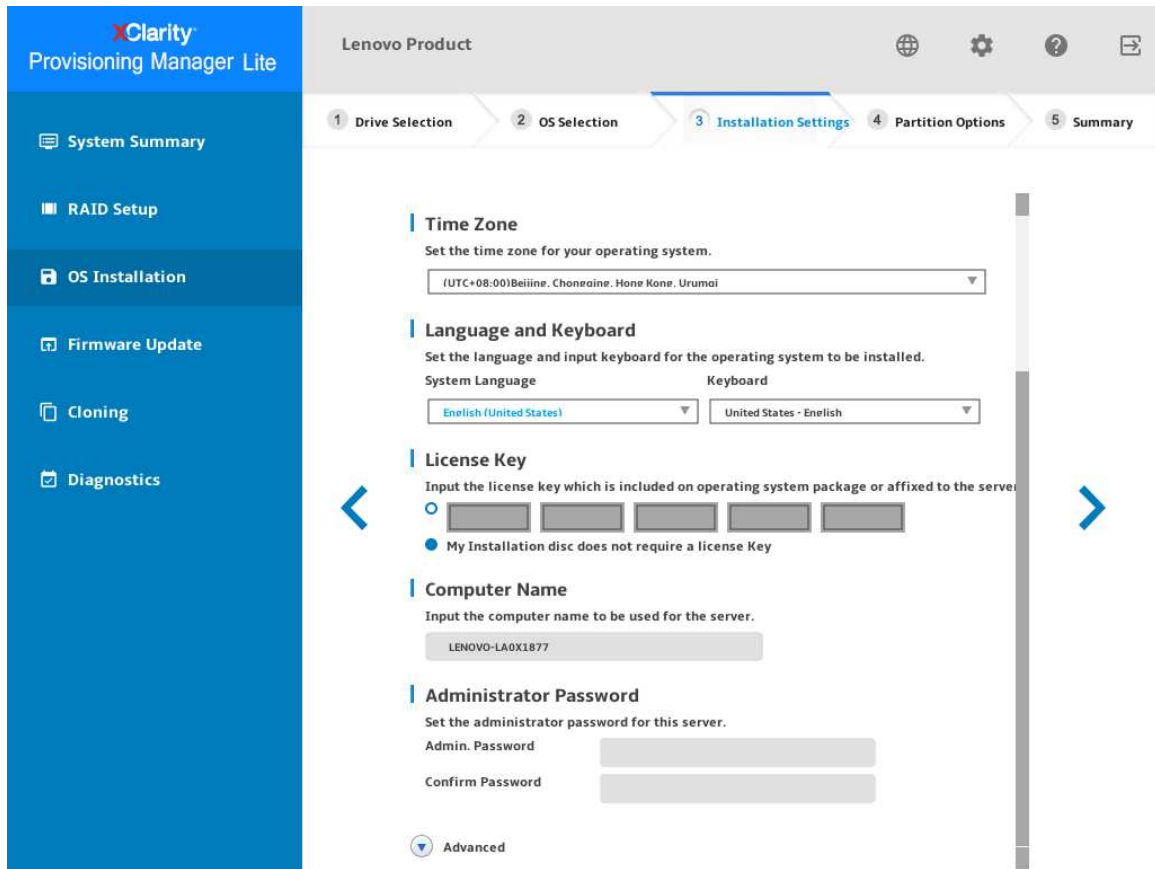 XClarity
Provisioning Manager Lite
Lenovo Product
System Summary
RAID Setup
OS Installation
Firmware Update
Cloning
Diagnostics
1 Drive Selection
2 OS Selection
3 Installation Settings
4 Partition Options
5 Summary
Time Zone
Set the time zone for your operating system.
(UTC+08:00)Beijing, Chongqing, Hong Kong, Urumqi
Language and Keyboard
Set the language and input keyboard for the operating system to be installed.
System Language Keyboard
English (United States) United States - English
License Key
Input the license key which is included on operating system package or affixed to the server
My Installation disc does not require a license Key
Computer Name
Input the computer name to be used for the server.
LENOVO-LA0X1877
Administrator Password
Set the administrator password for this server.
Admin. Password
Confirm Password
Advanced